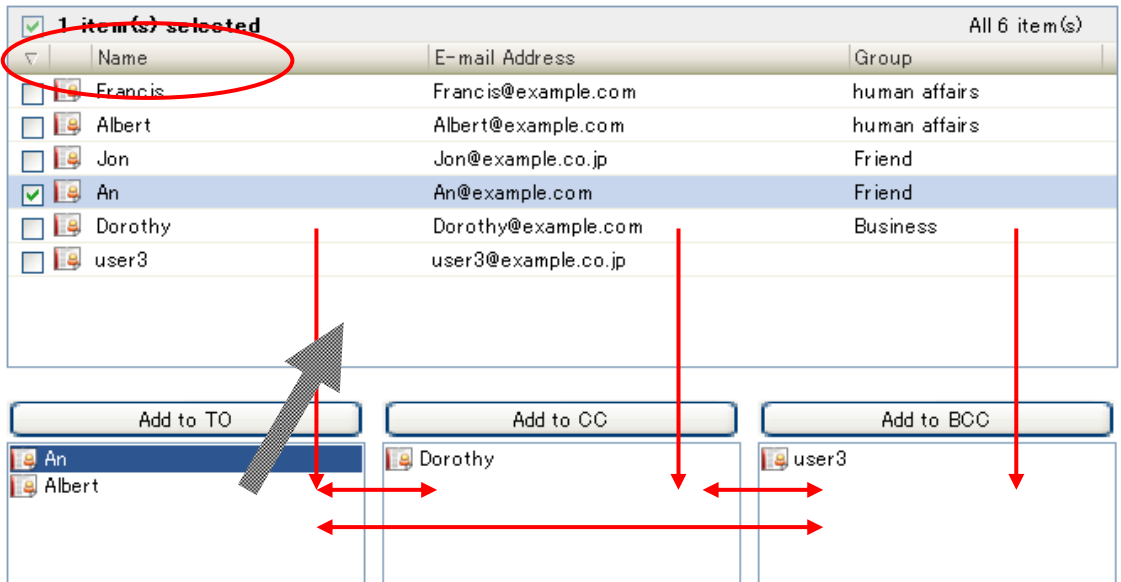 1 item(s) selected All 6 item(s)
Name E-mail Address Group
Francis Francis@example.com human affairs
Albert Albert@example.com human affairs
Jon Jon@example.co.jp Friend
An An@example.com Friend
Dorothy Dorothy@example.com Business
user3 user3@example.co.jp
Add to TO Add to CC Add to BCC
An Dorothy user3
Albert